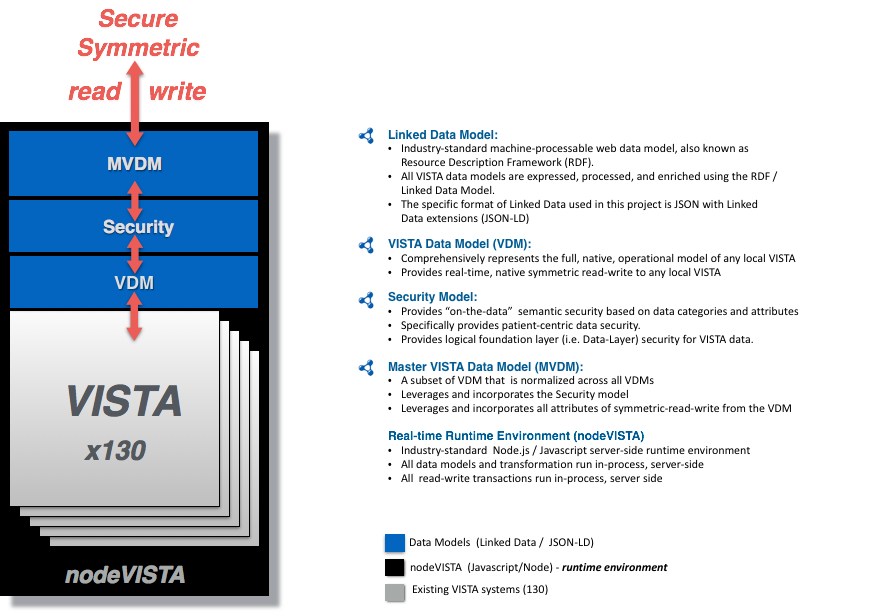 Secure
Symmetric
read write
MVDM
Security
VDM
VISTA
x130
nodeVISTA
Linked Data Model:
• Industry-standard machine-processable web data model, also known as
Resource Description Framework (RDF).
• All VISTA data models are expressed, processed, and enriched using the RDF /
Linked Data Model.
• The specific format of Linked Data used in this project is JSON with Linked
Data extensions (JSON-LD)
VISTA Data Model (VDM):
• Comprehensively represents the full, native, operational model of any local VISTA
• Provides real-time, native symmetric read-write to any local VISTA
Security Model:
• Provides “on-the-data” semantic security based on data categories and attributes
• Specifically provides patient-centric data security.
• Provides logical foundation layer (i.e. Data-Layer) security for VISTA data.
Master VISTA Data Model (MVDM):
• A subset of VDM that is normalized across all VDMs
• Leverages and incorporates the Security model
• Leverages and incorporates all attributes of symmetric-read-write from the VDM
Real-time Runtime Environment (nodeVISTA)
• Industry-standard Node.js / Javascript server-side runtime environment
• All data models and transformation run in-process, server-side
• All read-write transactions run in-process, server side
Data Models (Linked Data / JSON-LD)
nodeVISTA (Javascript/Node) - runtime environment
Existing VISTA systems (130)